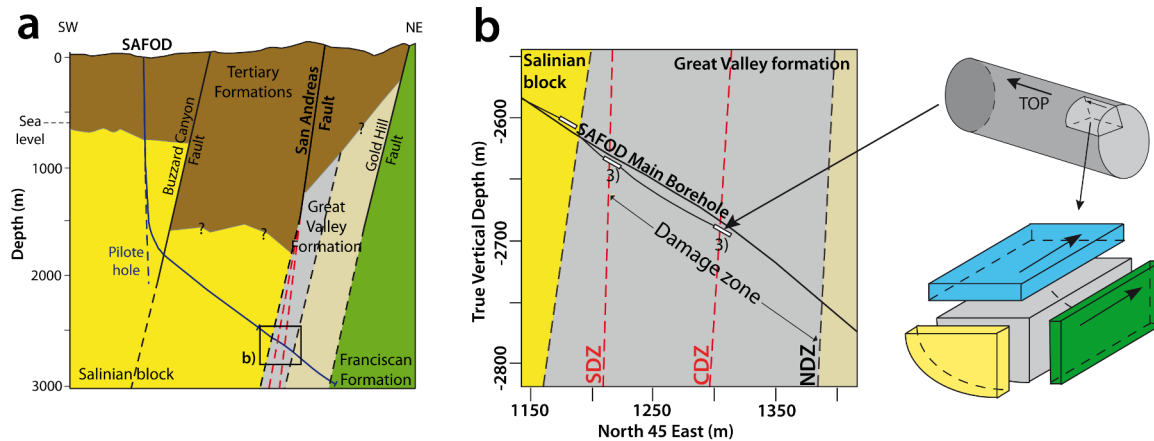 a
SW
NE
SAFOD
0
Tertiary
Formations
San Andreas
Fault
Buzzard Canyon
Fault
Gold Hill
Fault
?
Sea
level
1000
Depth (m)
?
?
Great
Valley
Formation
Pilote
hole
2000
b)
Salinian block
Franciscan
Formation
3000
b
Salinian
block
Great Valley formation
-2600
SAFOD Main Borehole
3)
3)
True Vertical Depth (m)
-2700
Damage zone
SDZ
CDZ
NDZ
-2800
1150
1250
1350
North 45 East (m)
TOP